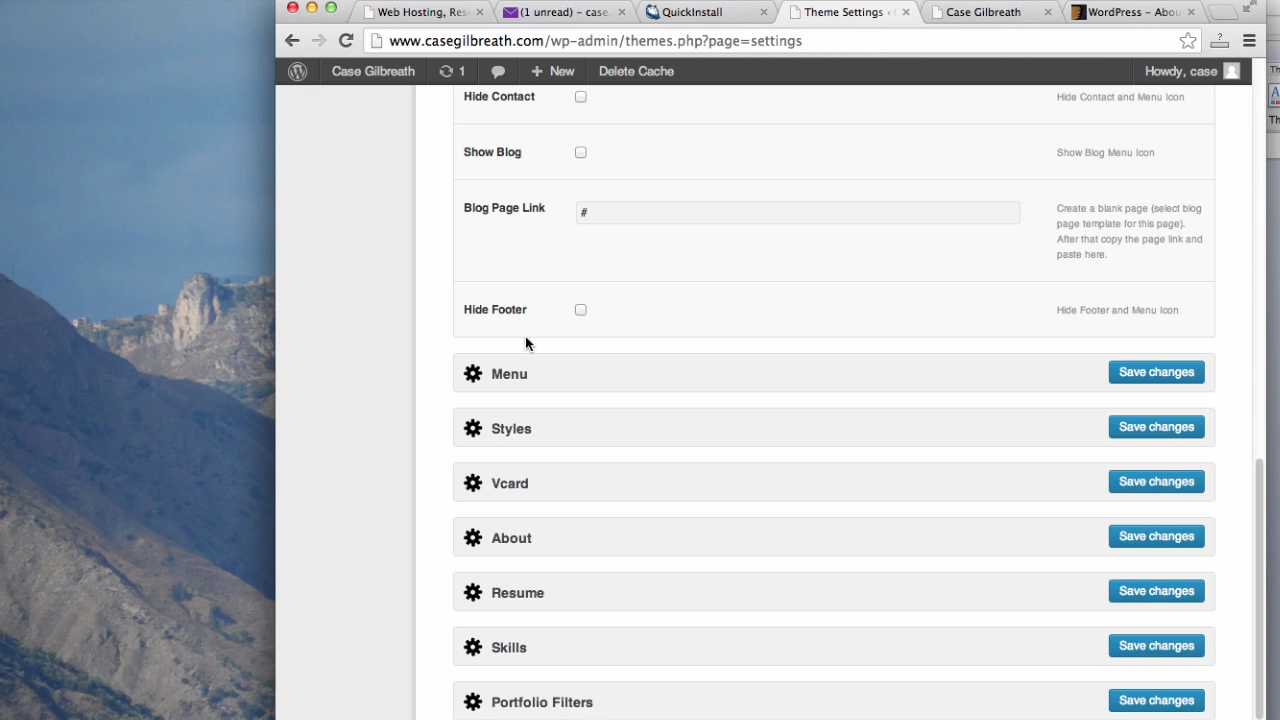 Web Hosting, Res
(1 unread) – case.
QuickInstall
Theme Settings ‹
Case Gilbreath
WordPress – Abou
www.casegilbreath.com/wp-admin/themes.php?page=settings
Case Gilbreath
1
New
Delete Cache
Howdy, case
Hide Contact
Hide Contact and Menu Icon
Show Blog
Show Blog Menu Icon
Blog Page Link
#
Create a blank page (select blog
page template for this page).
After that copy the page link and
paste here.
Hide Footer
Hide Footer and Menu Icon
Menu
Save changes
Styles
Save changes
Vcard
Save changes
About
Save changes
Resume
Save changes
Skills
Save changes
Portfolio Filters
Save changes